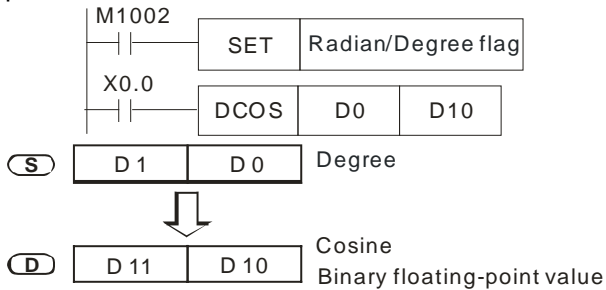 M1002
SET Radian/Degree flag
X0.0
DCOS D0 D10
S D 1 D 0 Degree
Cosine
D D 11 D 10
Binary floating-point value